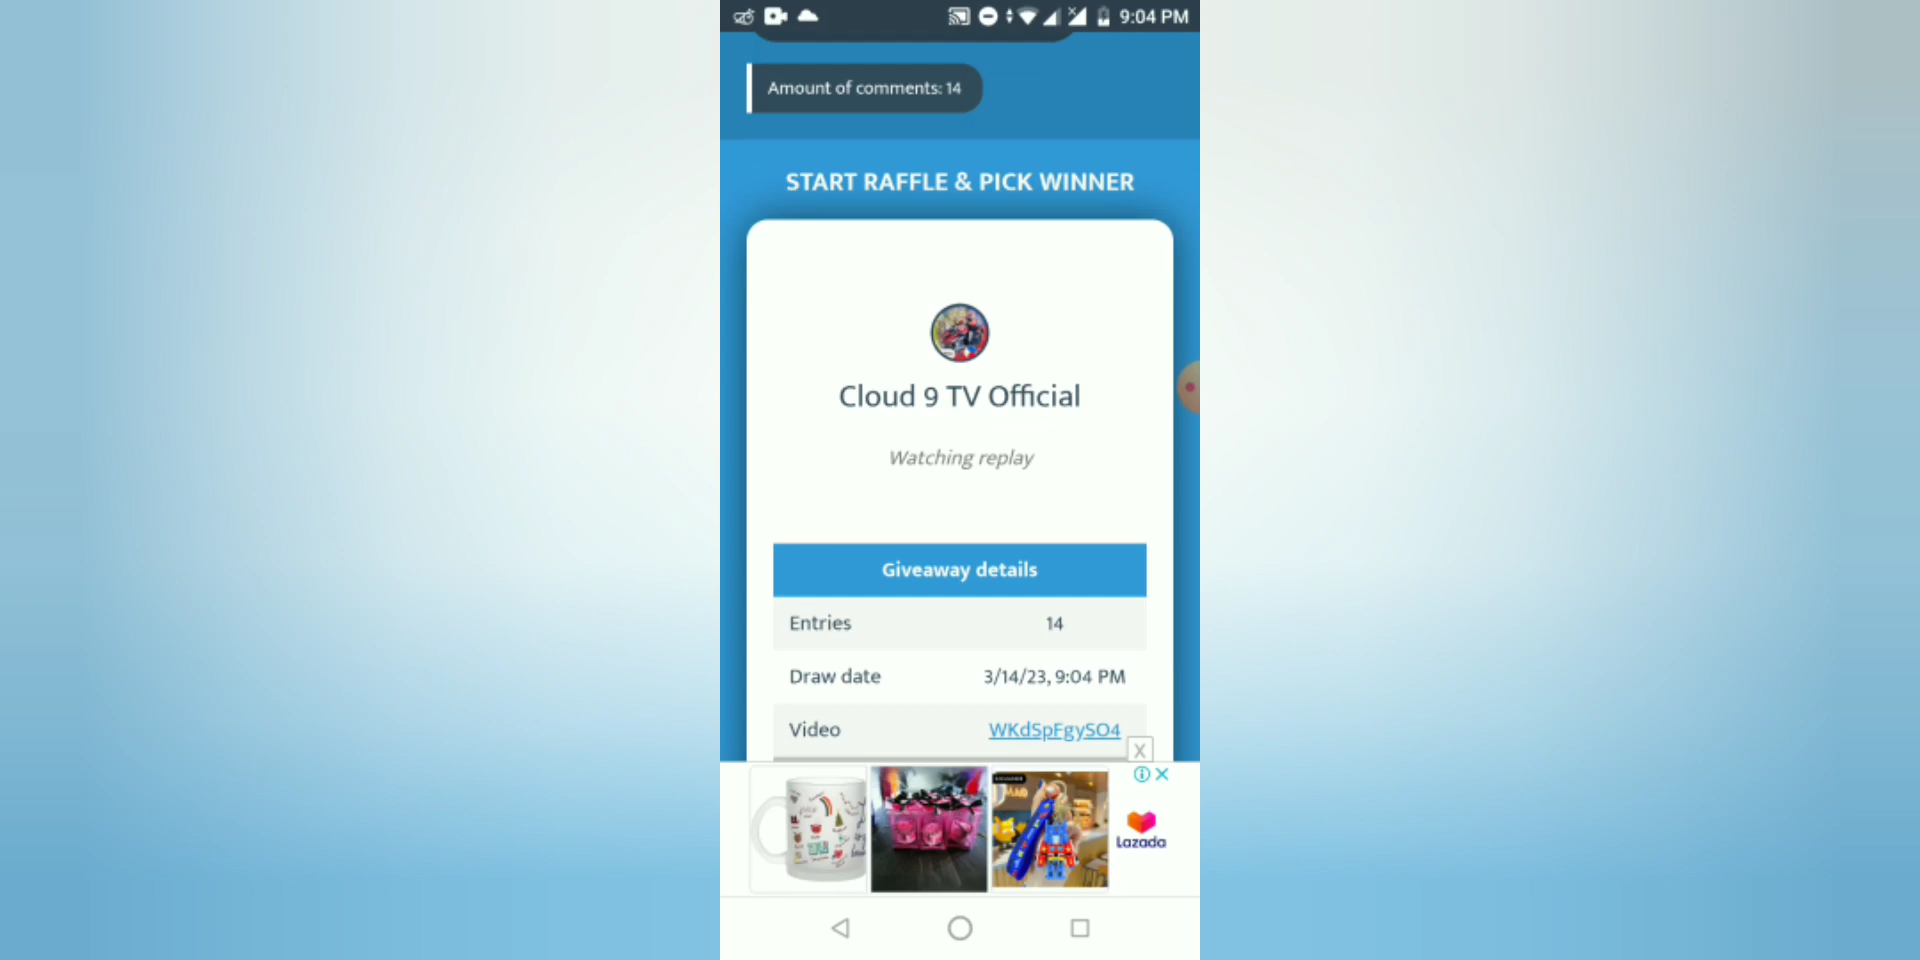 9:04 PM
Amount of comments: 14
START RAFFLE & PICK WINNER
Cloud 9 TV Official
Watching replay
Giveaway details
Entries 14
Draw date 3/14/23, 9:04 PM
Video WKdSpFgySO4
X
Lazada